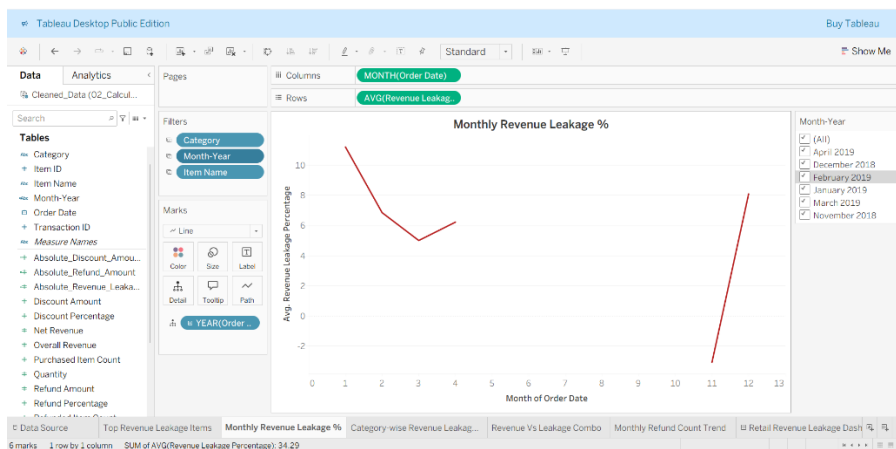 Tableau Desktop Public Edition
Buy Tableau
Standard
Show Me
Data
Analytics
Pages
Columns
MONTH(Order Date)
Cleaned_Data (02_Calcul...
Rows
AVG(Revenue Leakag..
Search
Tables
Abc Category
Item ID
Abc Item Name
Abc Month-Year
Order Date
Transaction ID
Abc Measure Names
Absolute_Discount_Amou...
Absolute_Refund_Amount
Absolute_Revenue_Leaka...
Discount Amount
Discount Percentage
Net Revenue
Overall Revenue
Purchased Item Count
Quantity
Refund Amount
Refund Percentage
Refunded Item Count
Filters
Category
Month-Year
Item Name
Marks
Line
Color
Size
Label
Detail
Tooltip
Path
YEAR(Order ..
Monthly Revenue Leakage %
Avg. Revenue Leakage Percentage
10
8
6
4
2
0
-2
0 1 2 3 4 5 6 7 8 9 10 11 12 13
Month of Order Date
Month-Year
(All)
April 2019
December 2018
February 2019
January 2019
March 2019
November 2018
Data Source
Top Revenue Leakage Items
Monthly Revenue Leakage %
Category-wise Revenue Leakag...
Revenue Vs Leakage Combo
Monthly Refund Count Trend
Retail Revenue Leakage Dash
6 marks 1 row by 1 column SUM of AVG(Revenue Leakage Percentage): 34.29